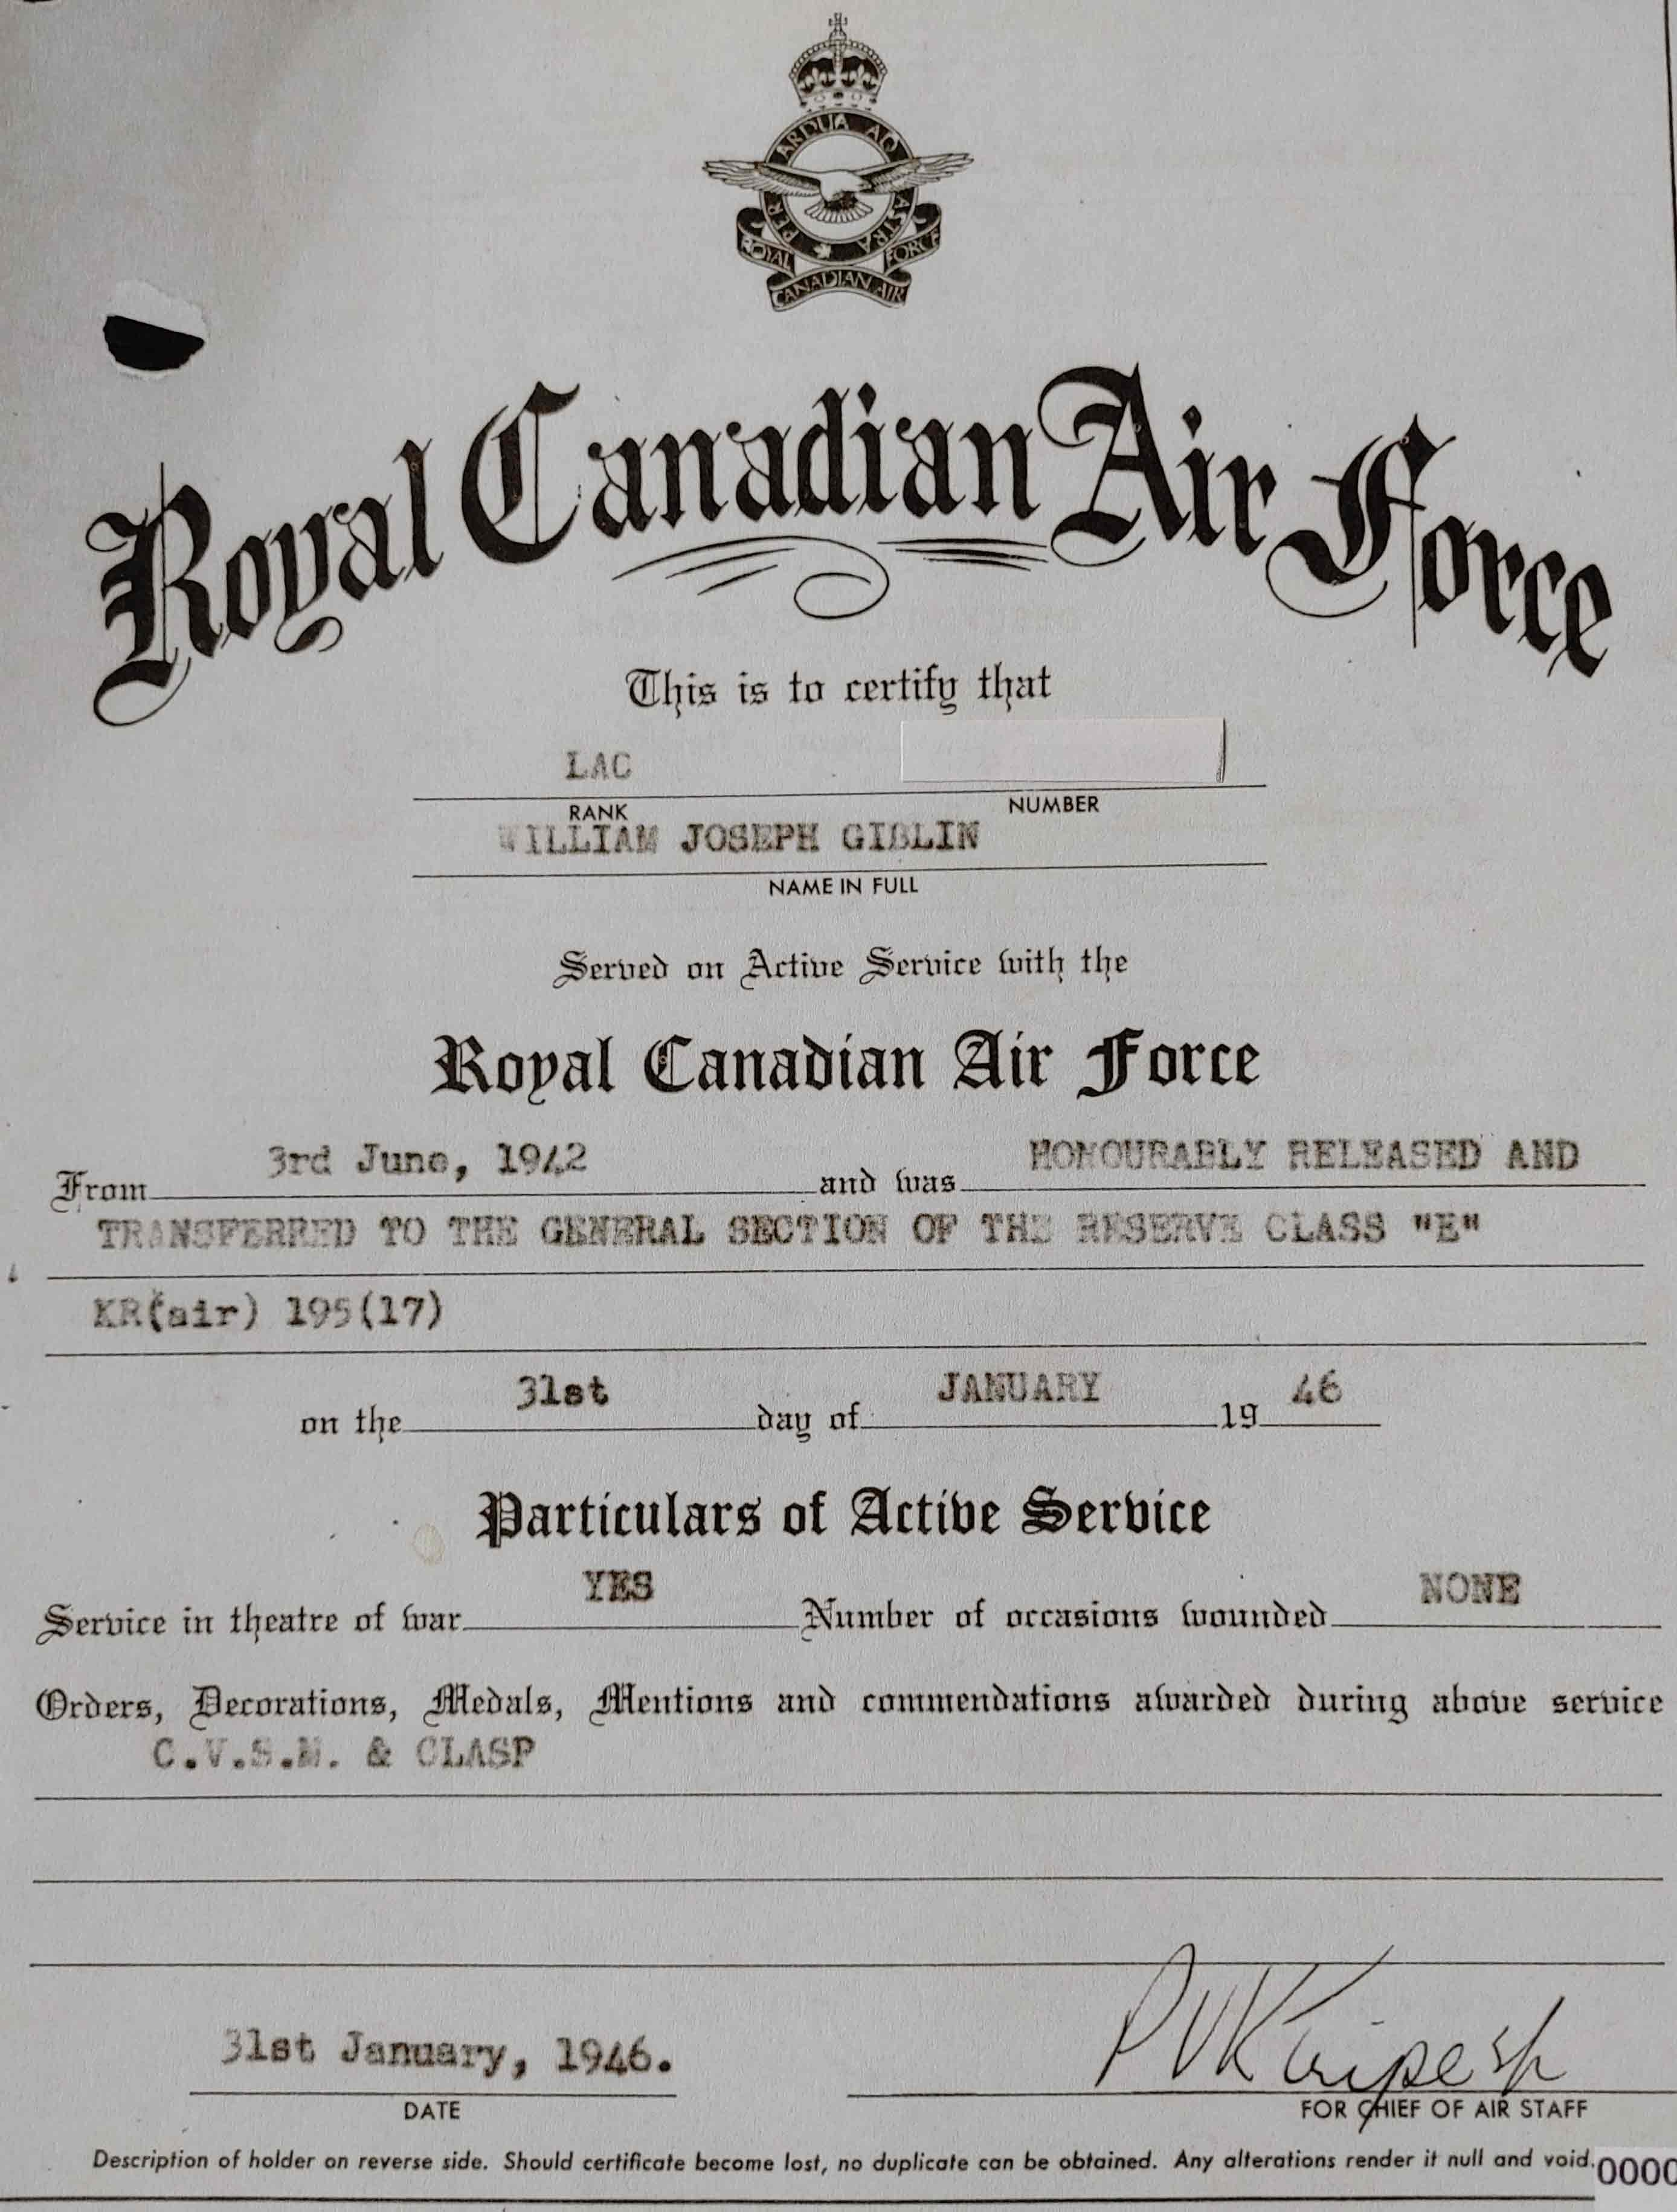 PER ARDUA AD ASTRA
ROYAL CANADIAN AIR FORCE
Royal Canadian Air Force
This is to certify that
LAC
RANK NUMBER
WILLIAM JOSEPH GIBLIN
NAME IN FULL
Served on Active Service with the
Royal Canadian Air Force
From 3rd June, 1942 and was HONOURABLY RELEASED AND
TRANSFERRED TO THE GENERAL SECTION OF THE RESERVE CLASS "E"
KR(air) 195(17)
on the 31st day of JANUARY 19 46
Particulars of Active Service
Service in theatre of war YES Number of occasions wounded NONE
Orders, Decorations, Medals, Mentions and commendations awarded during above service
C.V.S.M. & CLASP
31st January, 1946.
DATE FOR CHIEF OF AIR STAFF
Description of holder on reverse side. Should certificate become lost, no duplicate can be obtained. Any alterations render it null and void.
0000